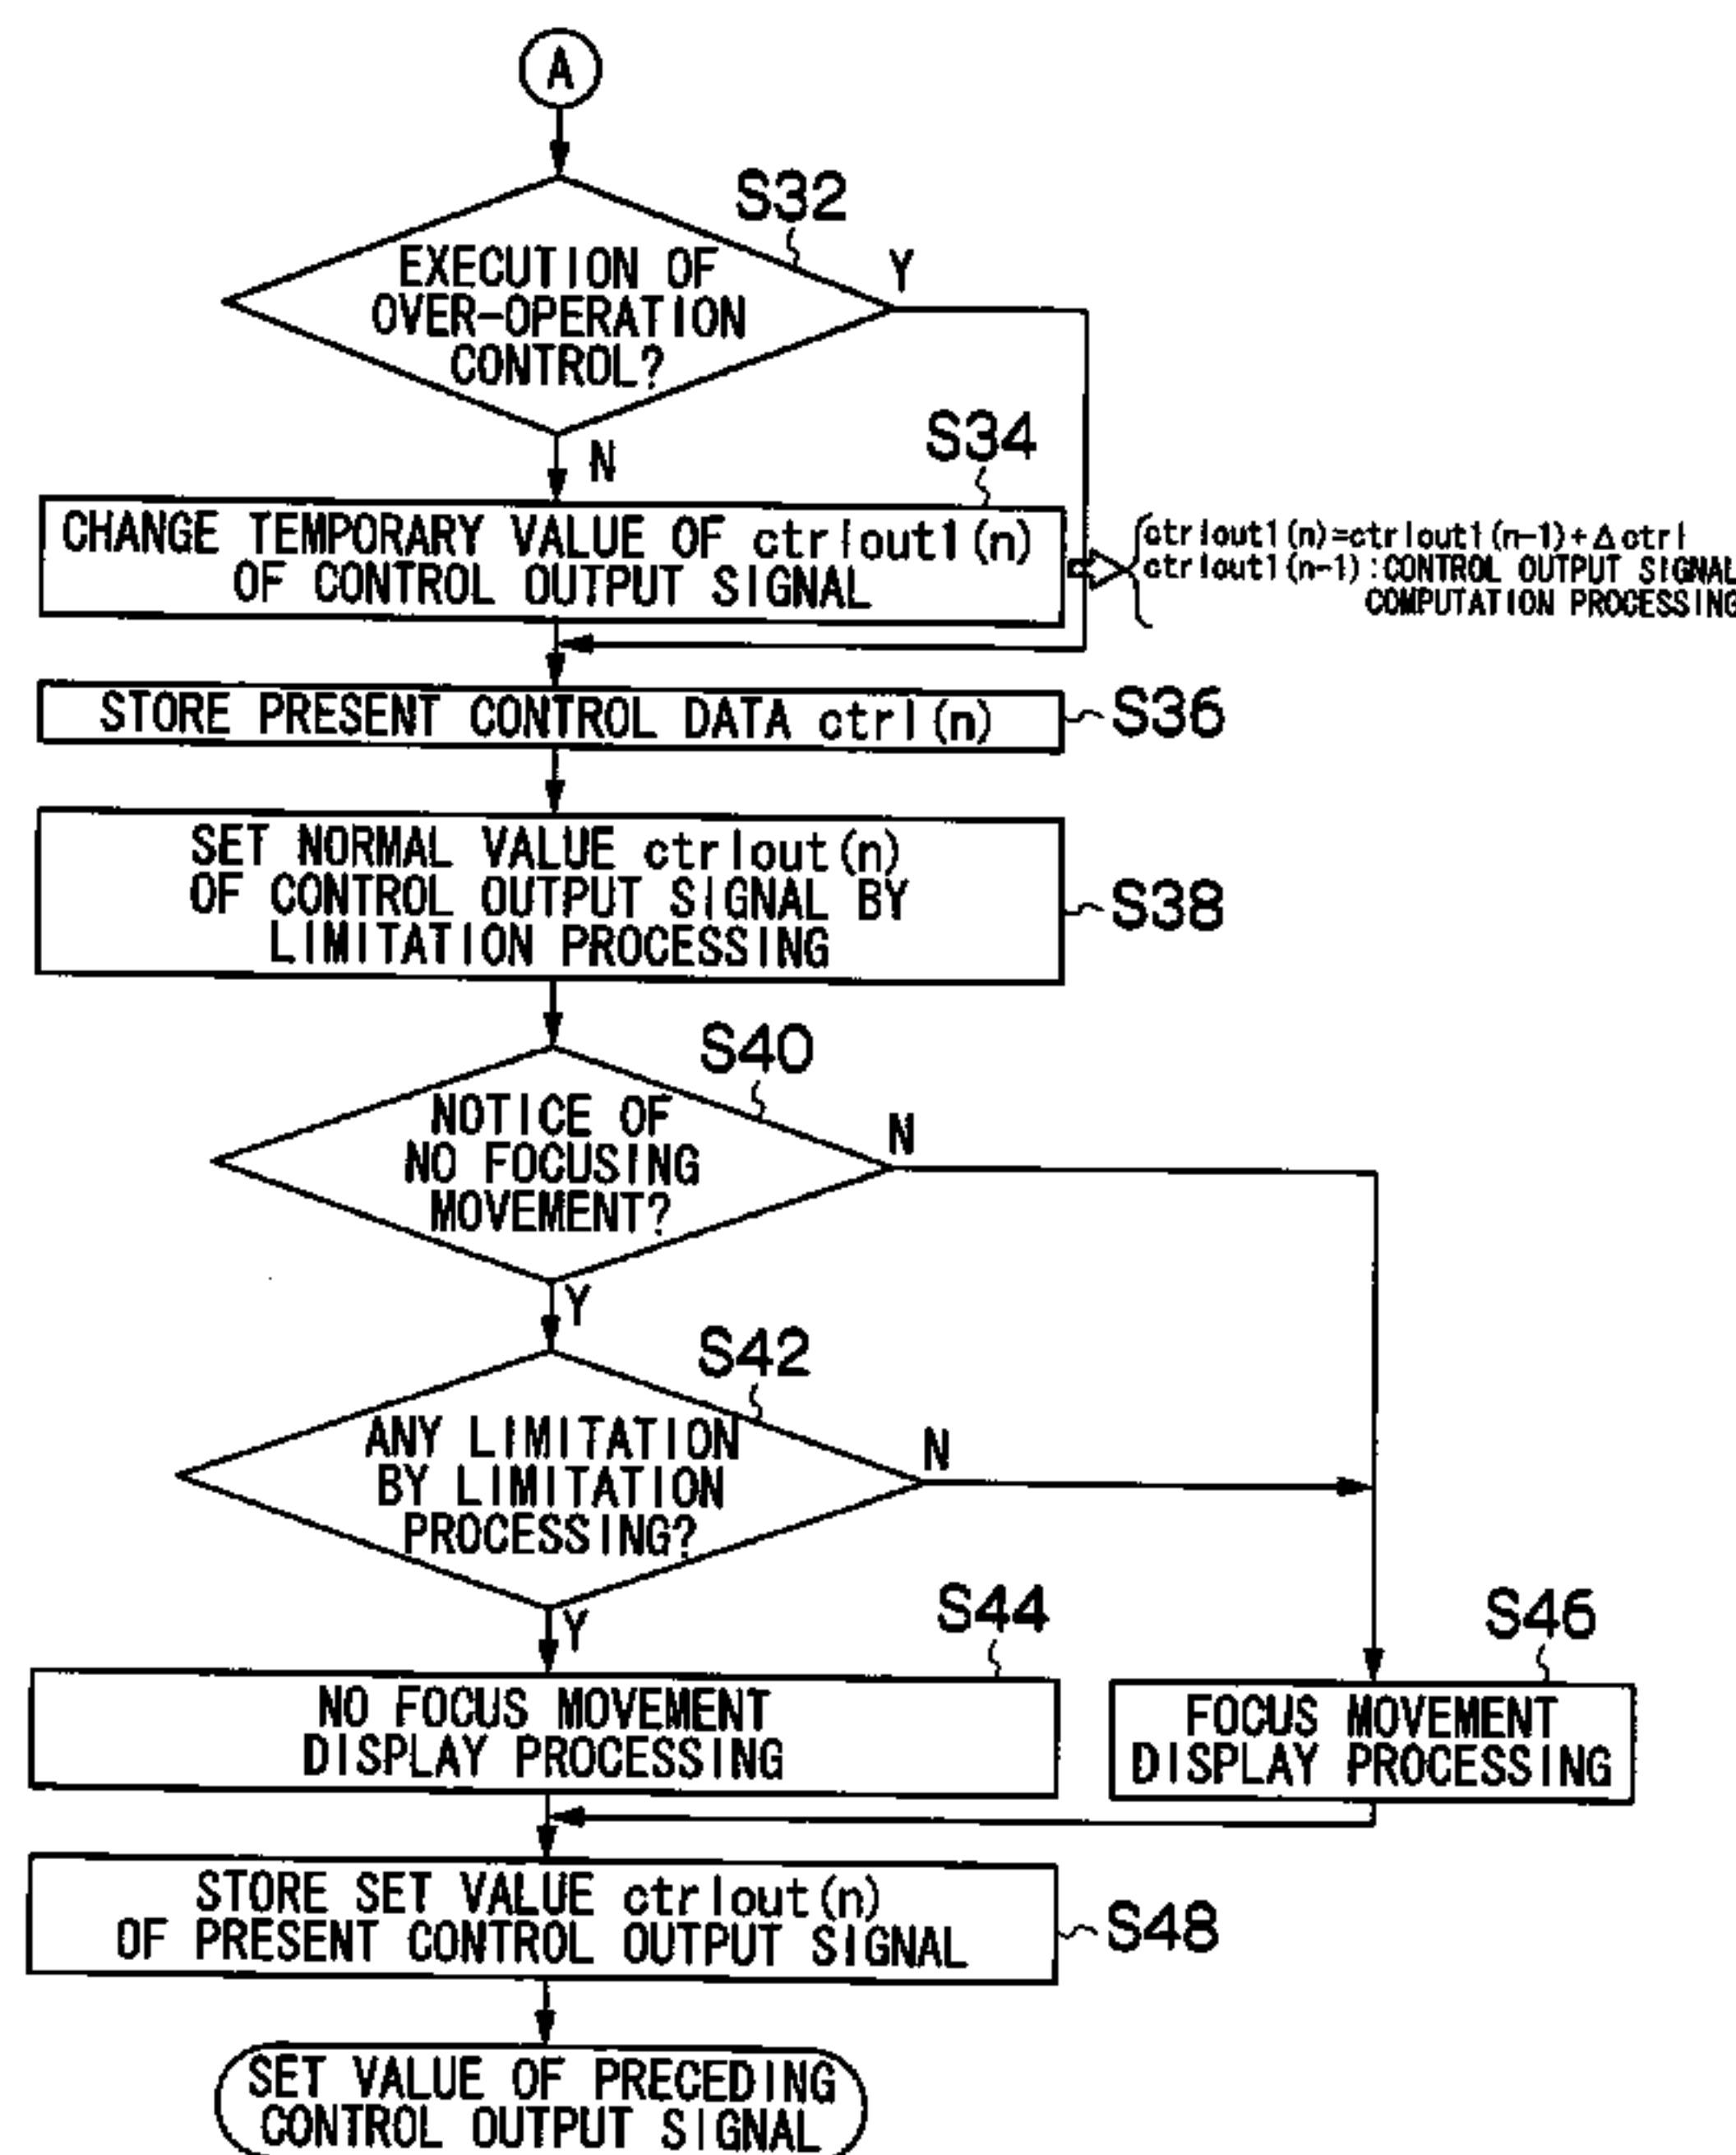 A
S32
EXECUTION OF
OVER-OPERATION
CONTROL?
Y
N
S34
CHANGE TEMPORARY VALUE OF ctrlout1(n)
OF CONTROL OUTPUT SIGNAL
ctrlout1(n)=ctrlout1(n-1)+Δctrl
ctrlout1(n-1):CONTROL OUTPUT SIGNAL
COMPUTATION PROCESSING
STORE PRESENT CONTROL DATA ctrl(n)
S36
SET NORMAL VALUE ctrlout(n)
OF CONTROL OUTPUT SIGNAL BY
LIMITATION PROCESSING
S38
S40
NOTICE OF
NO FOCUSING
MOVEMENT?
N
Y
S42
ANY LIMITATION
BY LIMITATION
PROCESSING?
N
Y
S44
NO FOCUS MOVEMENT
DISPLAY PROCESSING
S46
FOCUS MOVEMENT
DISPLAY PROCESSING
STORE SET VALUE ctrlout(n)
OF PRESENT CONTROL OUTPUT SIGNAL
S48
SET VALUE OF PRECEDING
CONTROL OUTPUT SIGNAL